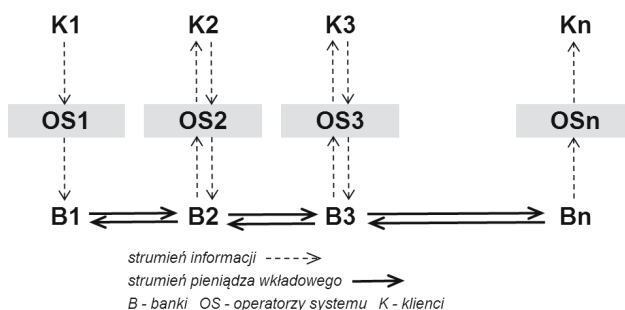 K1 K2 K3 Kn
OS1 OS2 OS3 OSn
B1 B2 B3 Bn
strumień informacji
strumień pieniądza wkładowego
B - banki OS - operatorzy systemu K - klienci